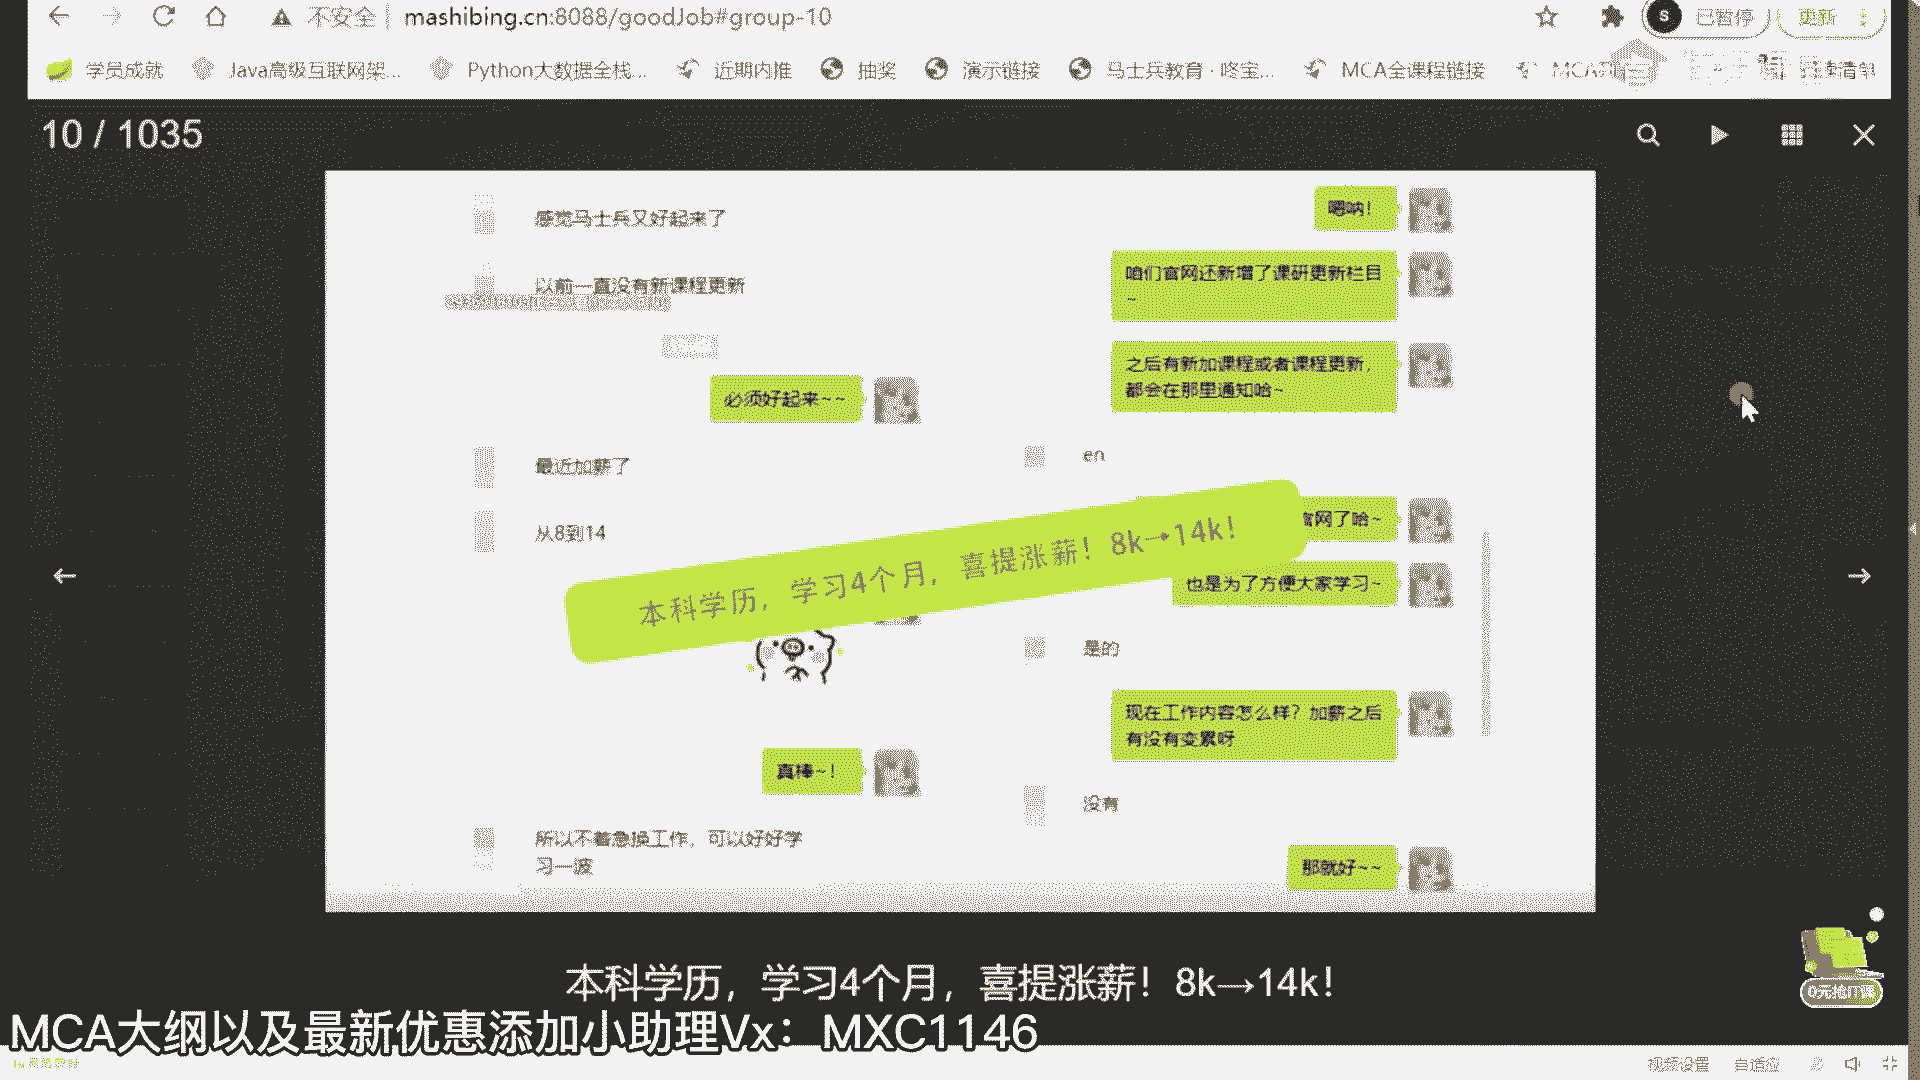 不安全 mashibing.cn:8088/goodJob#group-10 已暂停 更新
学员成就 Java高级互联网架... Python大数据全栈... 近期内推 抽奖 演示链接 马士兵教育·咚宝... MCA全课程链接
10 / 1035
感觉马士兵又好起来了
以前一直没有新课程更新
必须好起来~~
最近加薪了
从8到14
真棒~！
所以不着急换工作，可以好好学
习一波
嗯呐！
咱们官网还新增了课研更新栏目
~
之后有新加课程或者课程更新，
都会在那里通知哈~
en
官网了哈~
也是为了方便大家学习~
是的
现在工作内容怎么样？加薪之后
有没有变累呀
没有
那就好~~
本科学历，学习4个月，喜提涨薪！8k→14k！
0元抢IT课
本科学历，学习4个月，喜提涨薪！8k→14k！
MCA大纲以及最新优惠添加小助理Vx：MXC1146
视频设置 自适应